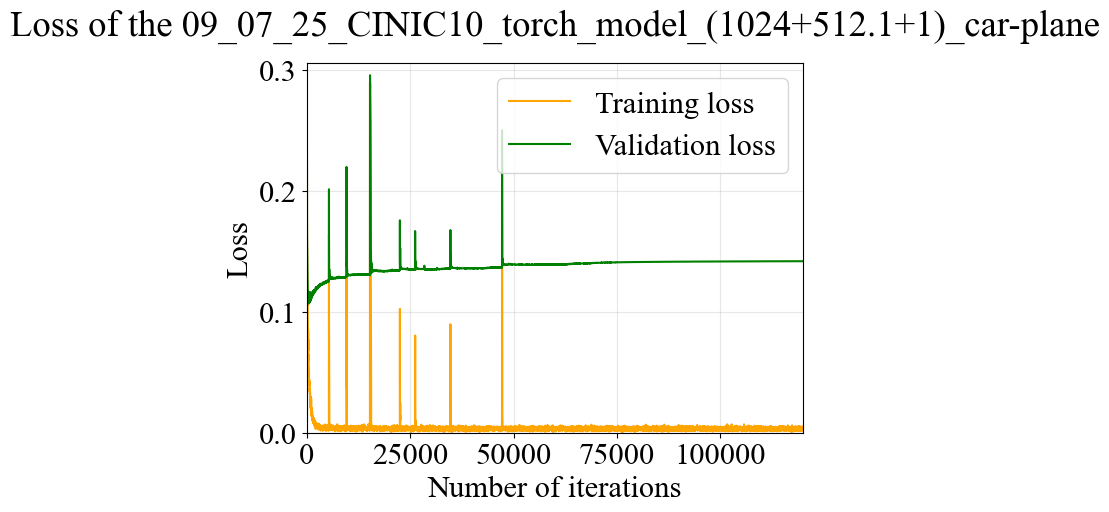 Loss of the 09_07_25_CINIC10_torch_model_(1024+512.1+1)_car-plane
0.3
0.2
0.1
0.0
Loss
Training loss
Validation loss
0 25000 50000 75000 100000
Number of iterations